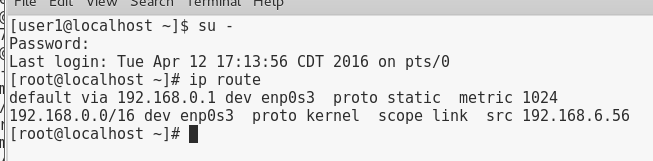 File Edit View Search Terminal Help
[user1@localhost ~]$ su -
Password:
Last login: Tue Apr 12 17:13:56 CDT 2016 on pts/0
[root@localhost ~]# ip route
default via 192.168.0.1 dev enp0s3  proto static  metric 1024
192.168.0.0/16 dev enp0s3  proto kernel  scope link  src 192.168.6.56
[root@localhost ~]#